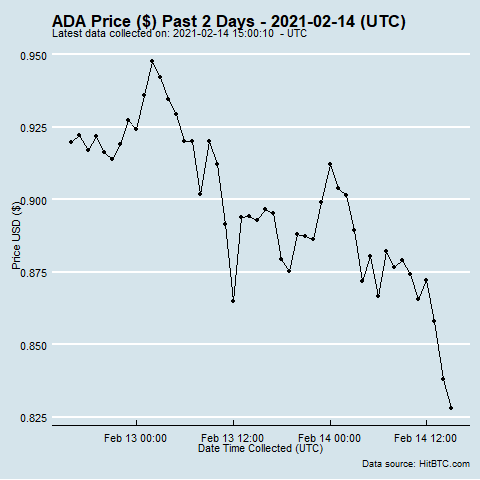 ADA Price ($) Past 2 Days - 2021-02-14 (UTC)
Latest data collected on: 2021-02-14 15:00:10  - UTC
0.950
0.925
0.900
0.875
0.850
0.825
Price USD ($)
Feb 13 00:00 Feb 13 12:00 Feb 14 00:00 Feb 14 12:00
Date Time Collected (UTC)
Data source: HitBTC.com